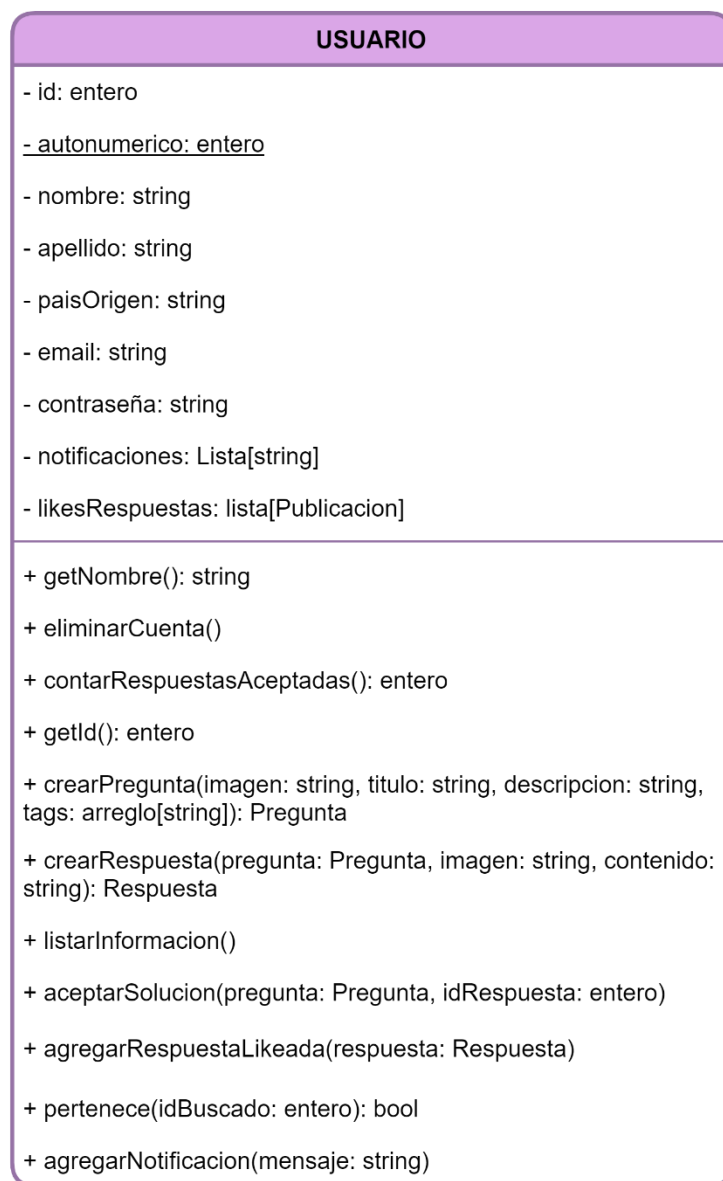 USUARIO
- id: entero
- autonumerico: entero
- nombre: string
- apellido: string
- paisOrigen: string
- email: string
- contraseña: string
- notificaciones: Lista[string]
- likesRespuestas: lista[Publicacion]
+ getNombre(): string
+ eliminarCuenta()
+ contarRespuestasAceptadas(): entero
+ getId(): entero
+ crearPregunta(imagen: string, titulo: string, descripcion: string,
tags: arreglo[string]): Pregunta
+ crearRespuesta(pregunta: Pregunta, imagen: string, contenido:
string): Respuesta
+ listarInformacion()
+ aceptarSolucion(pregunta: Pregunta, idRespuesta: entero)
+ agregarRespuestaLikeada(respuesta: Respuesta)
+ pertenece(idBuscado: entero): bool
+ agregarNotificacion(mensaje: string)